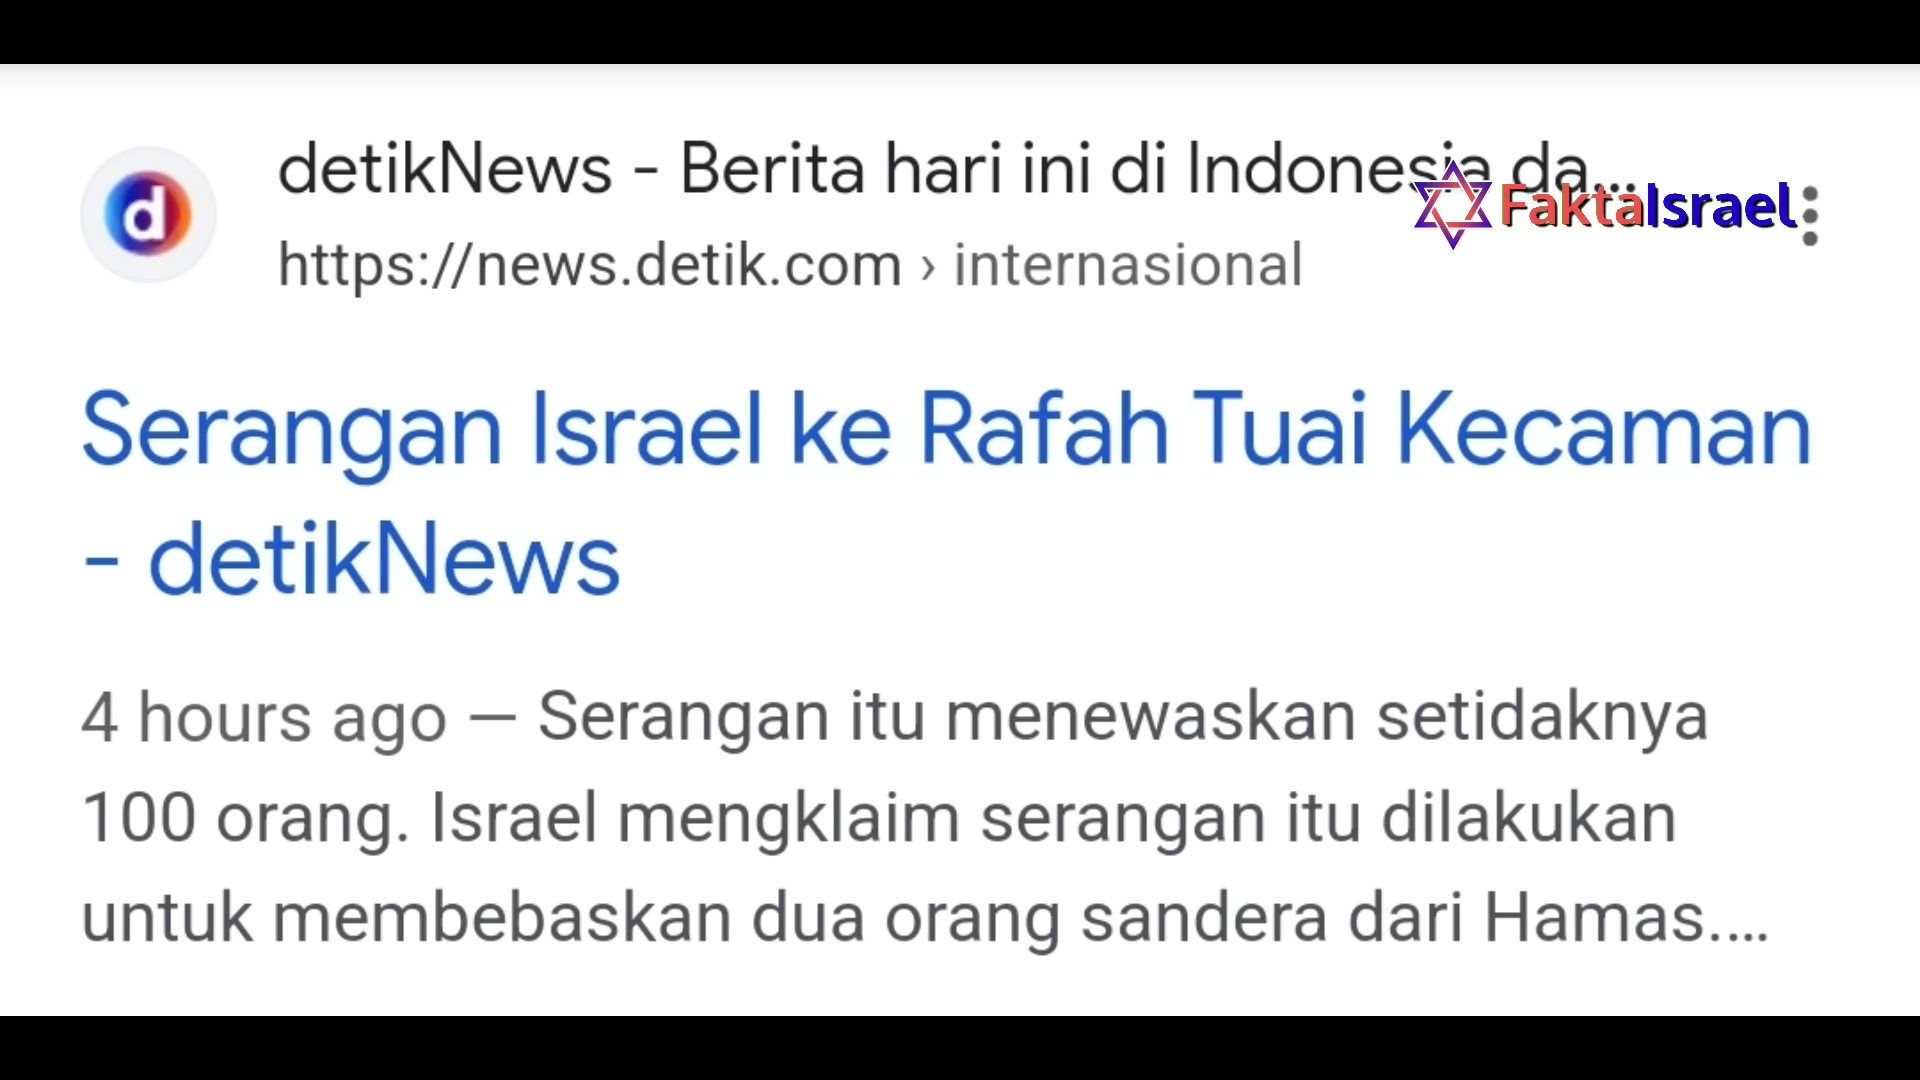 detikNews - Berita hari ini di Indonesia da...
FaktaIsrael
https://news.detik.com › internasional
Serangan Israel ke Rafah Tuai Kecaman
- detikNews
4 hours ago — Serangan itu menewaskan setidaknya
100 orang. Israel mengklaim serangan itu dilakukan
untuk membebaskan dua orang sandera dari Hamas....